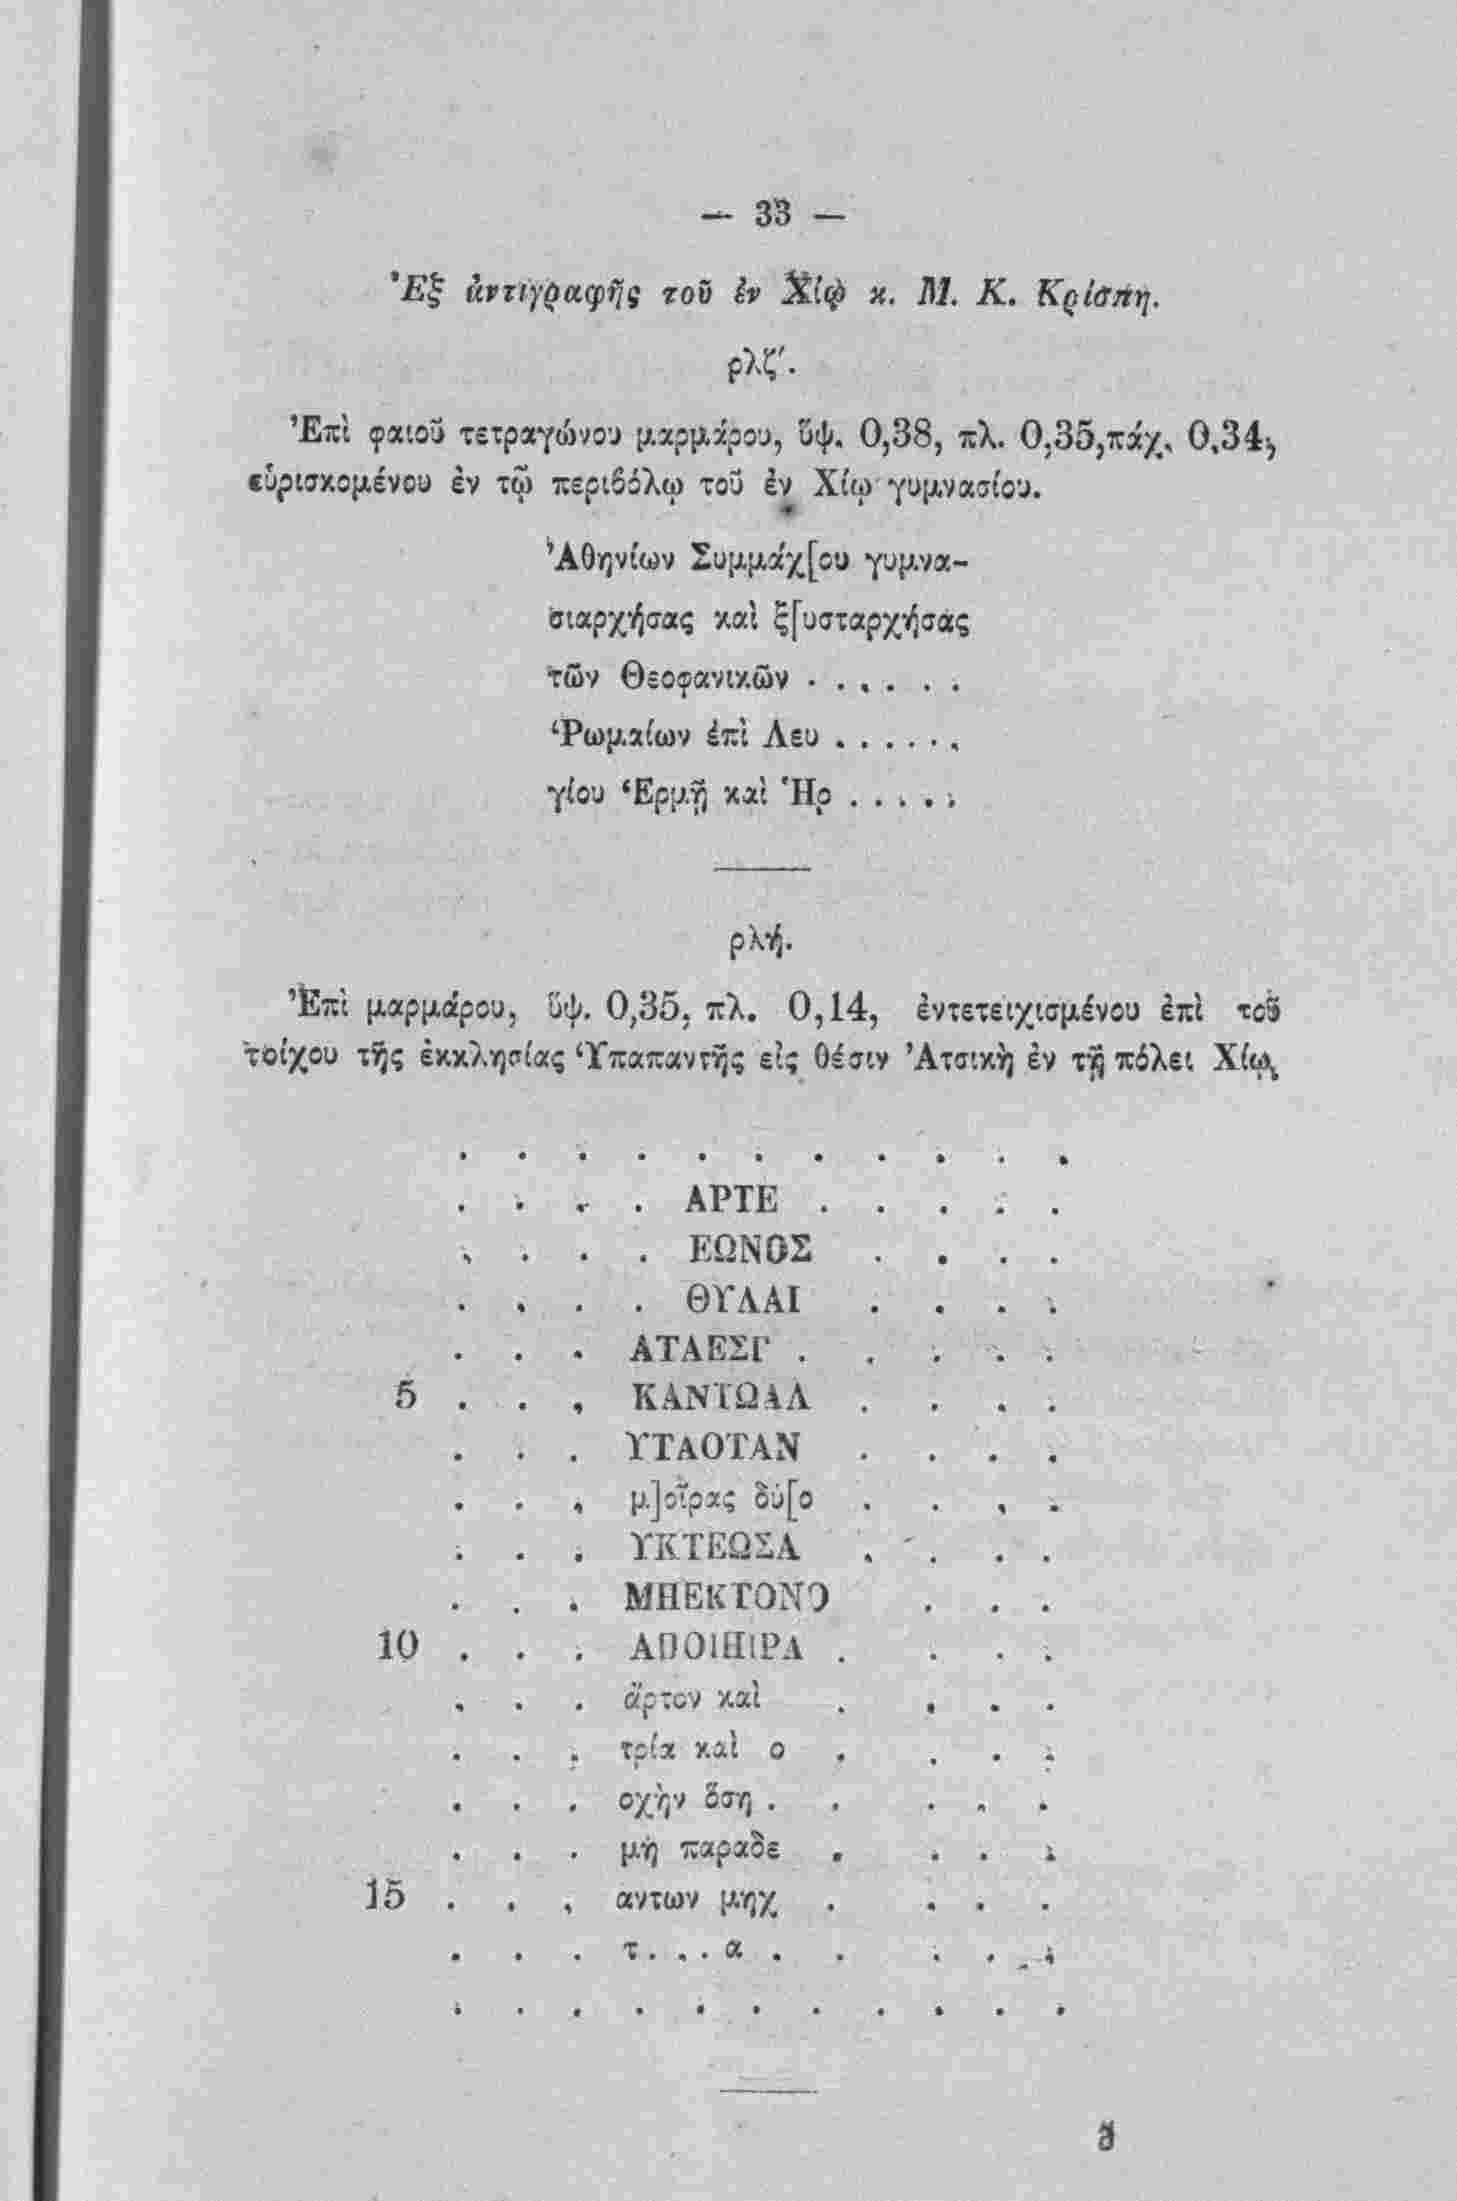 — 33 —
Ἐξ ἀντιγραφῆς τοῦ ἐν Χίῳ κ. Μ. Κ. Κρίσπη.
ρλζ΄.
Ἐπὶ φαιοῦ τετραγώνου μαρμάρου, ὕψ. 0,38, πλ. 0,35, πάχ. 0,34,
εὑρισκομένου ἐν τῷ περιβόλῳ τοῦ ἐν Χίῳ γυμνασίου.
Ἀθηνίων Συμμάχ[ου γυμνα-
σιαρχήσας καὶ ξ[υσταρχήσας
τῶν Θεοφανικῶν . . . . . .
Ῥωμαίων ἐπὶ Λευ . . . . . .
γίου Ἑρμῇ καὶ Ἡρ . . . . .
ρλή.
Ἐπὶ μαρμάρου, ὕψ. 0,35, πλ. 0,14, ἐντετειχισμένου ἐπὶ τοῦ
τοίχου τῆς ἐκκλησίας Ὑπαπαντῆς εἰς θέσιν Ἀτσικὴ ἐν τῇ πόλει Χίῳ.
. . . . . . . . . . .
. . . . ΑΡΤΕ . . . . .
. . . . ΕΩΝΟΣ . . . .
. . . . ΘΥΛΑΙ . . . .
. . . ΑΤΑΕΣΓ . . . . .
5 . . . ΚΑΝΤΩΑΛ . . . .
. . . ΥΤΑΟΤΑΝ . . . .
. . . μ]οῖρας δύ[ο . . . .
. . . ΥΚΤΕΩΣΑ . . . .
. . . ΜΗΕΚΤΟΝΟ . . .
10 . . . ΑΠΟΙΗΙΡΑ . . . .
. . . ἄρτον καὶ . . . .
. . . τρία καὶ ο . . . .
. . . οχὴν ὅση . . . . .
. . . μὴ παραδε . . . .
15 . . . αντων μηχ . . . .
. . . τ . . . . α . . . . .
. . . . . . . . . . .